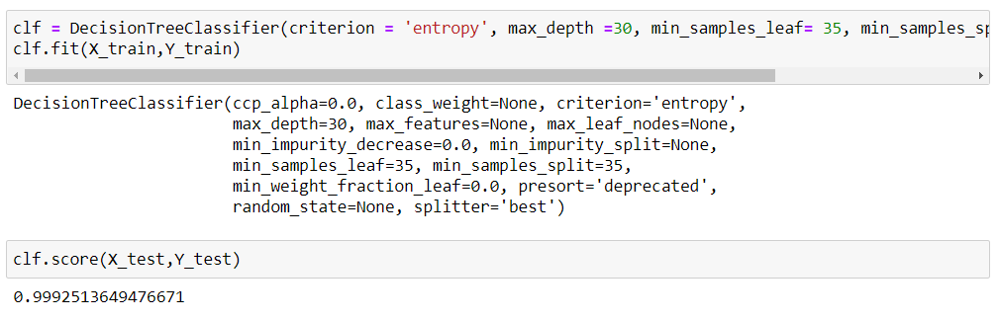 clf = DecisionTreeClassifier(criterion = 'entropy', max_depth =30, min_samples_leaf= 35,
clf.fit(X_train,Y_train)
DecisionTreeClassifier(ccp_alpha=0.0, class_weight=None, criterion='entropy',
max_depth=30, max_features=None, max_leaf_nodes=None,
min_impurity_decrease=0.0, min_impurity_split=None,
min_samples_leaf=35, min_samples_split=35,
min_weight_fraction_leaf=0.0, presort='deprecated',
random_state=None, splitter='best')
clf.score(X_test,Y_test)
0.9992513649476671